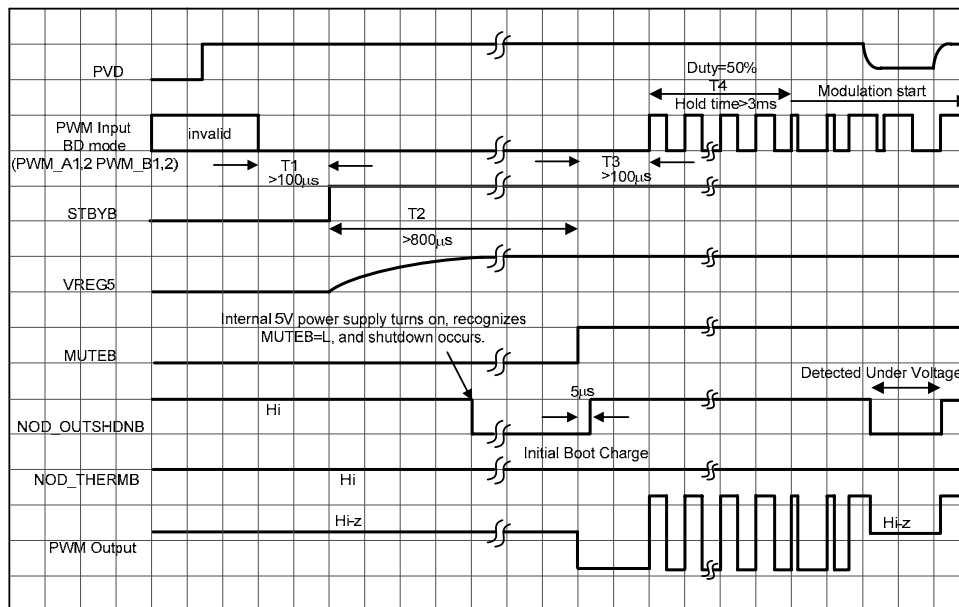 PVD
Duty=50%
T4
Hold time>3ms
Modulation start
PWM Input
BD mode
(PWM_A1,2 PWM_B1,2)
invalid
T1
>100µs
T3
>100µs
STBYB
T2
>800µs
VREG5
Internal 5V power supply turns on, recognizes
MUTEB=L, and shutdown occurs.
MUTEB
Detected Under Voltage
Hi
5µs
NOD_OUTSHDNB
Initial Boot Charge
NOD_THERMB
Hi
Hi-z
Hi-z
PWM Output